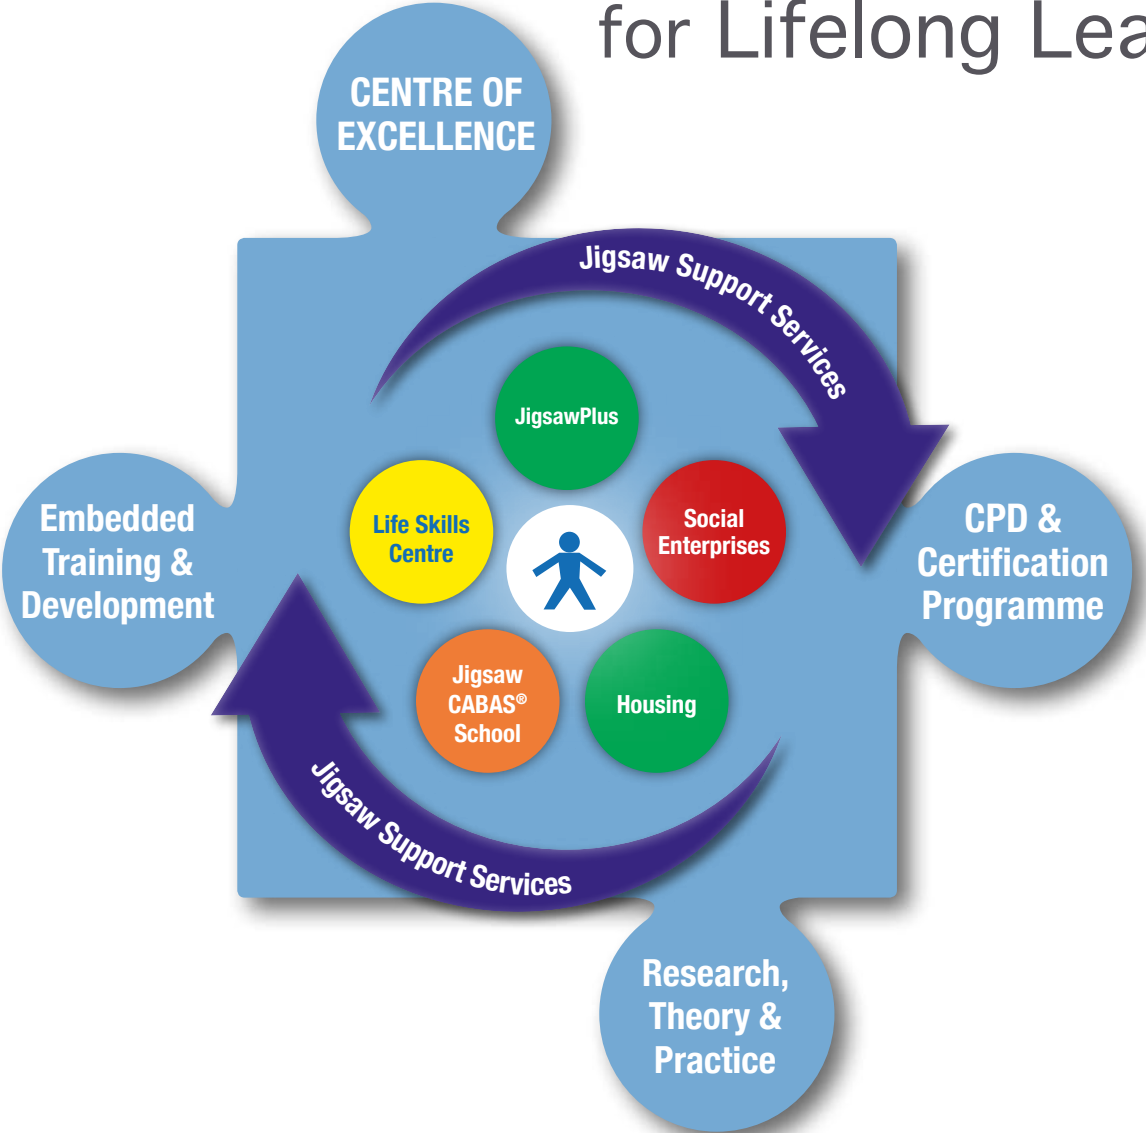 for Lifelong Lea
CENTRE OF
EXCELLENCE
Jigsaw Support Services
JigsawPlus
Life Skills
Centre
Social
Enterprises
Embedded
Training &
Development
CPD &
Certification
Programme
Jigsaw
CABAS®
School
Housing
Jigsaw Support Services
Research,
Theory &
Practice